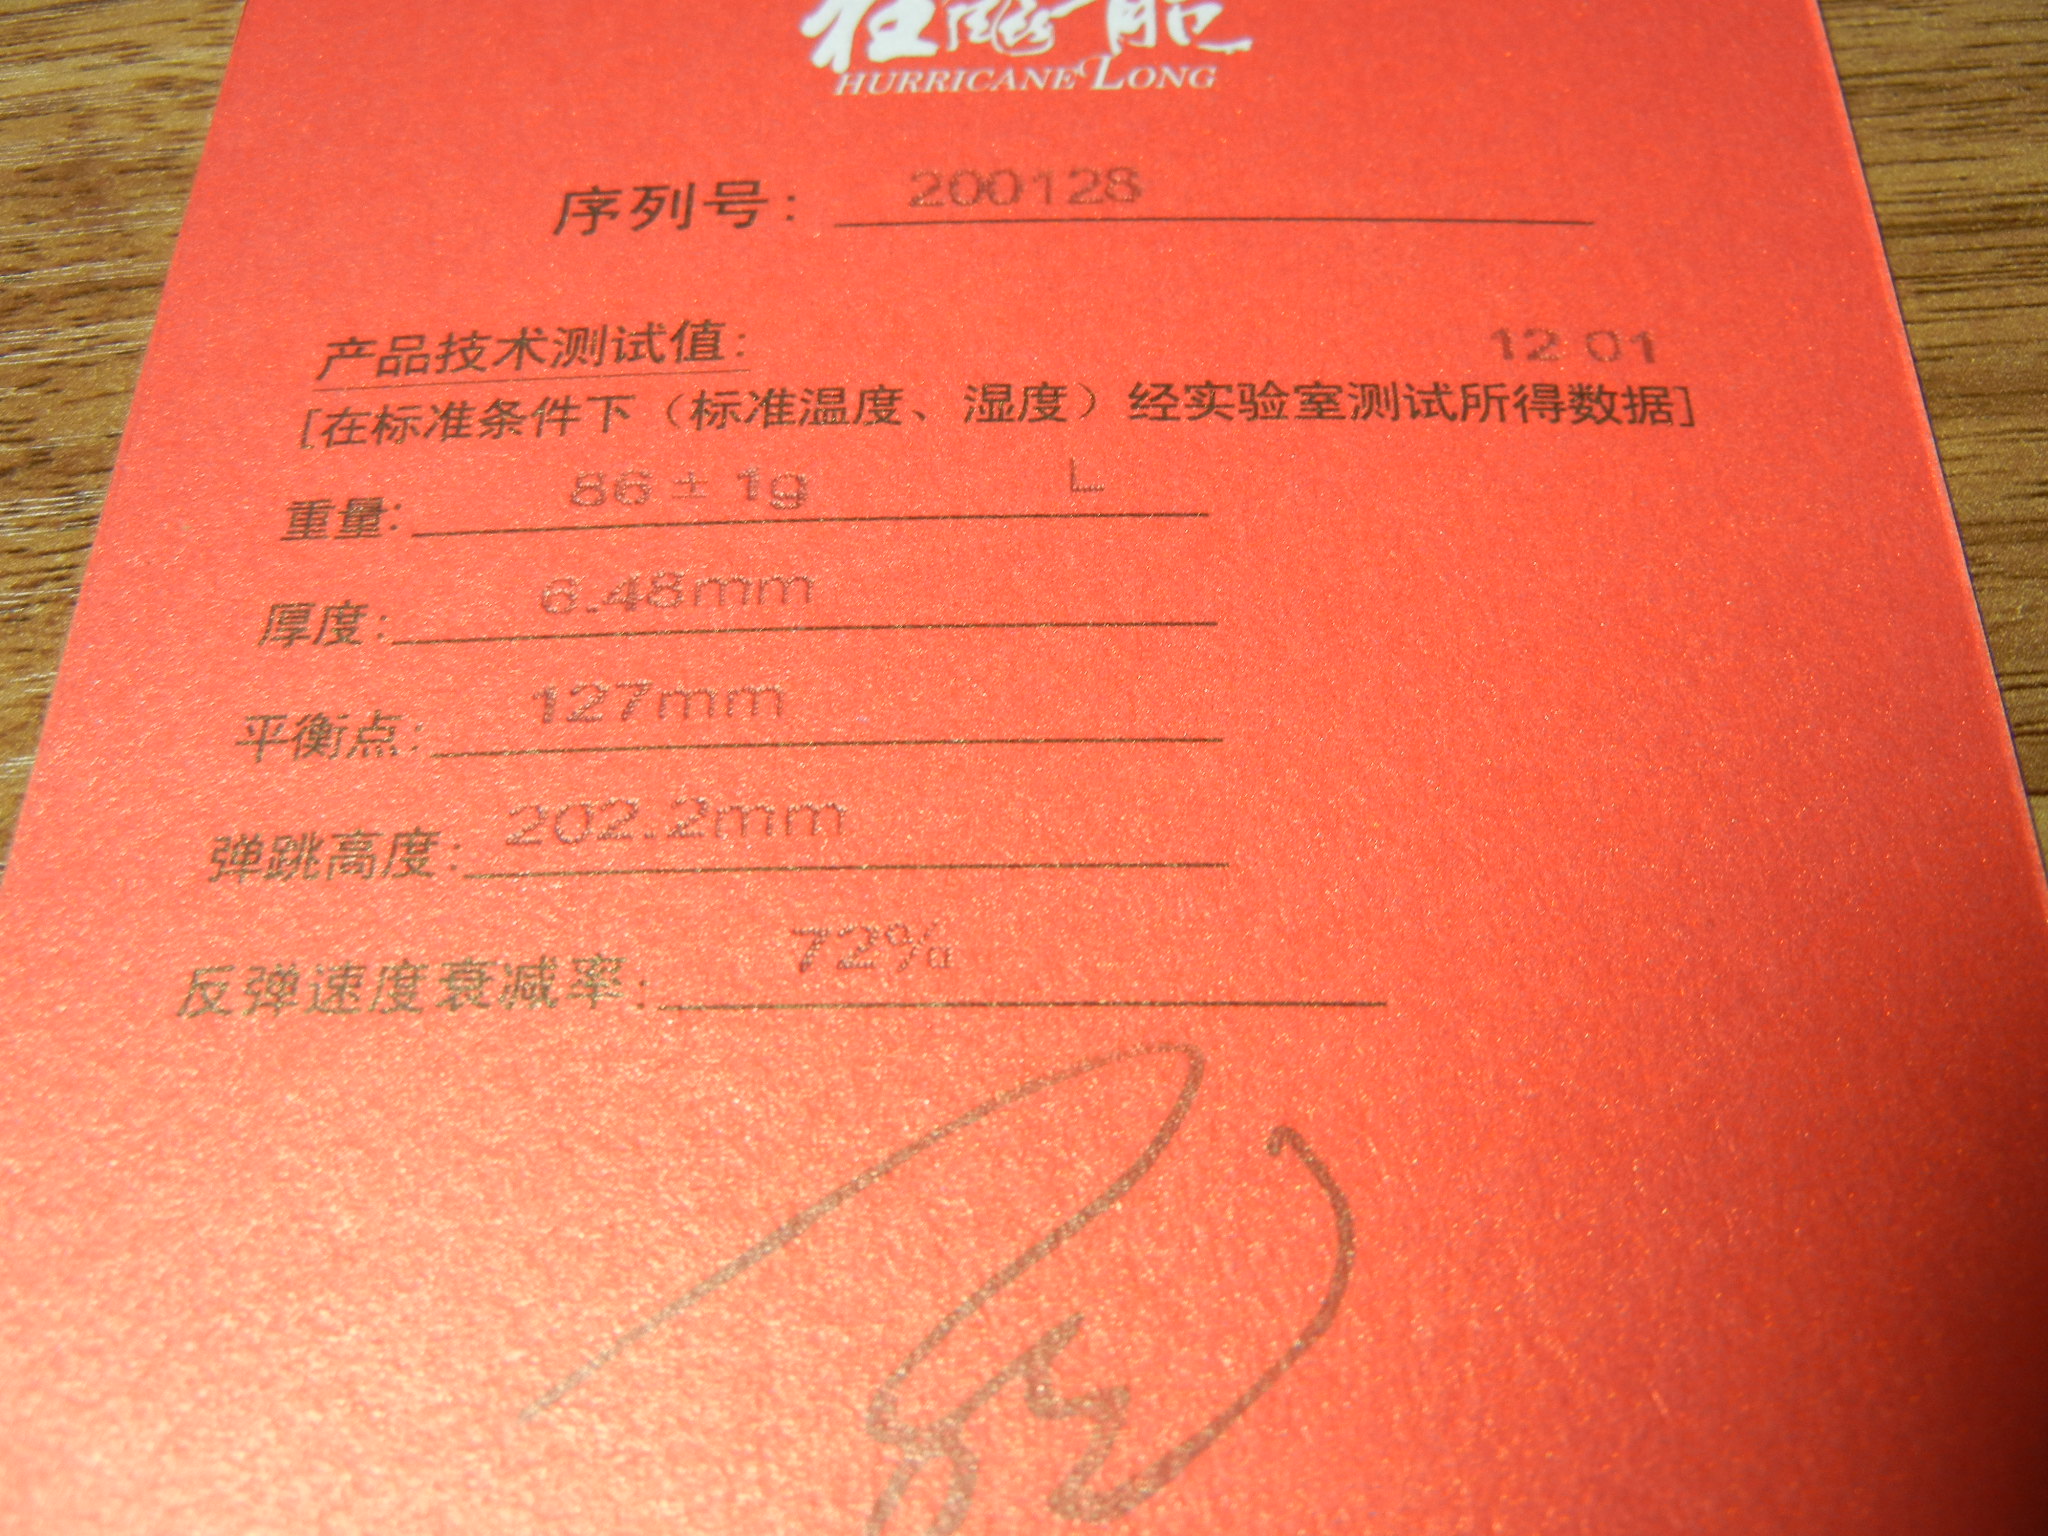 狂飚龍
HURRICANE LONG
序列号： 200128
产品技术测试值： 12 01
[在标准条件下（标准温度、湿度）经实验室测试所得数据]
重量: 86±1g L
厚度: 6.48mm
平衡点: 127mm
弹跳高度: 202.2mm
反弹速度衰减率: 72%